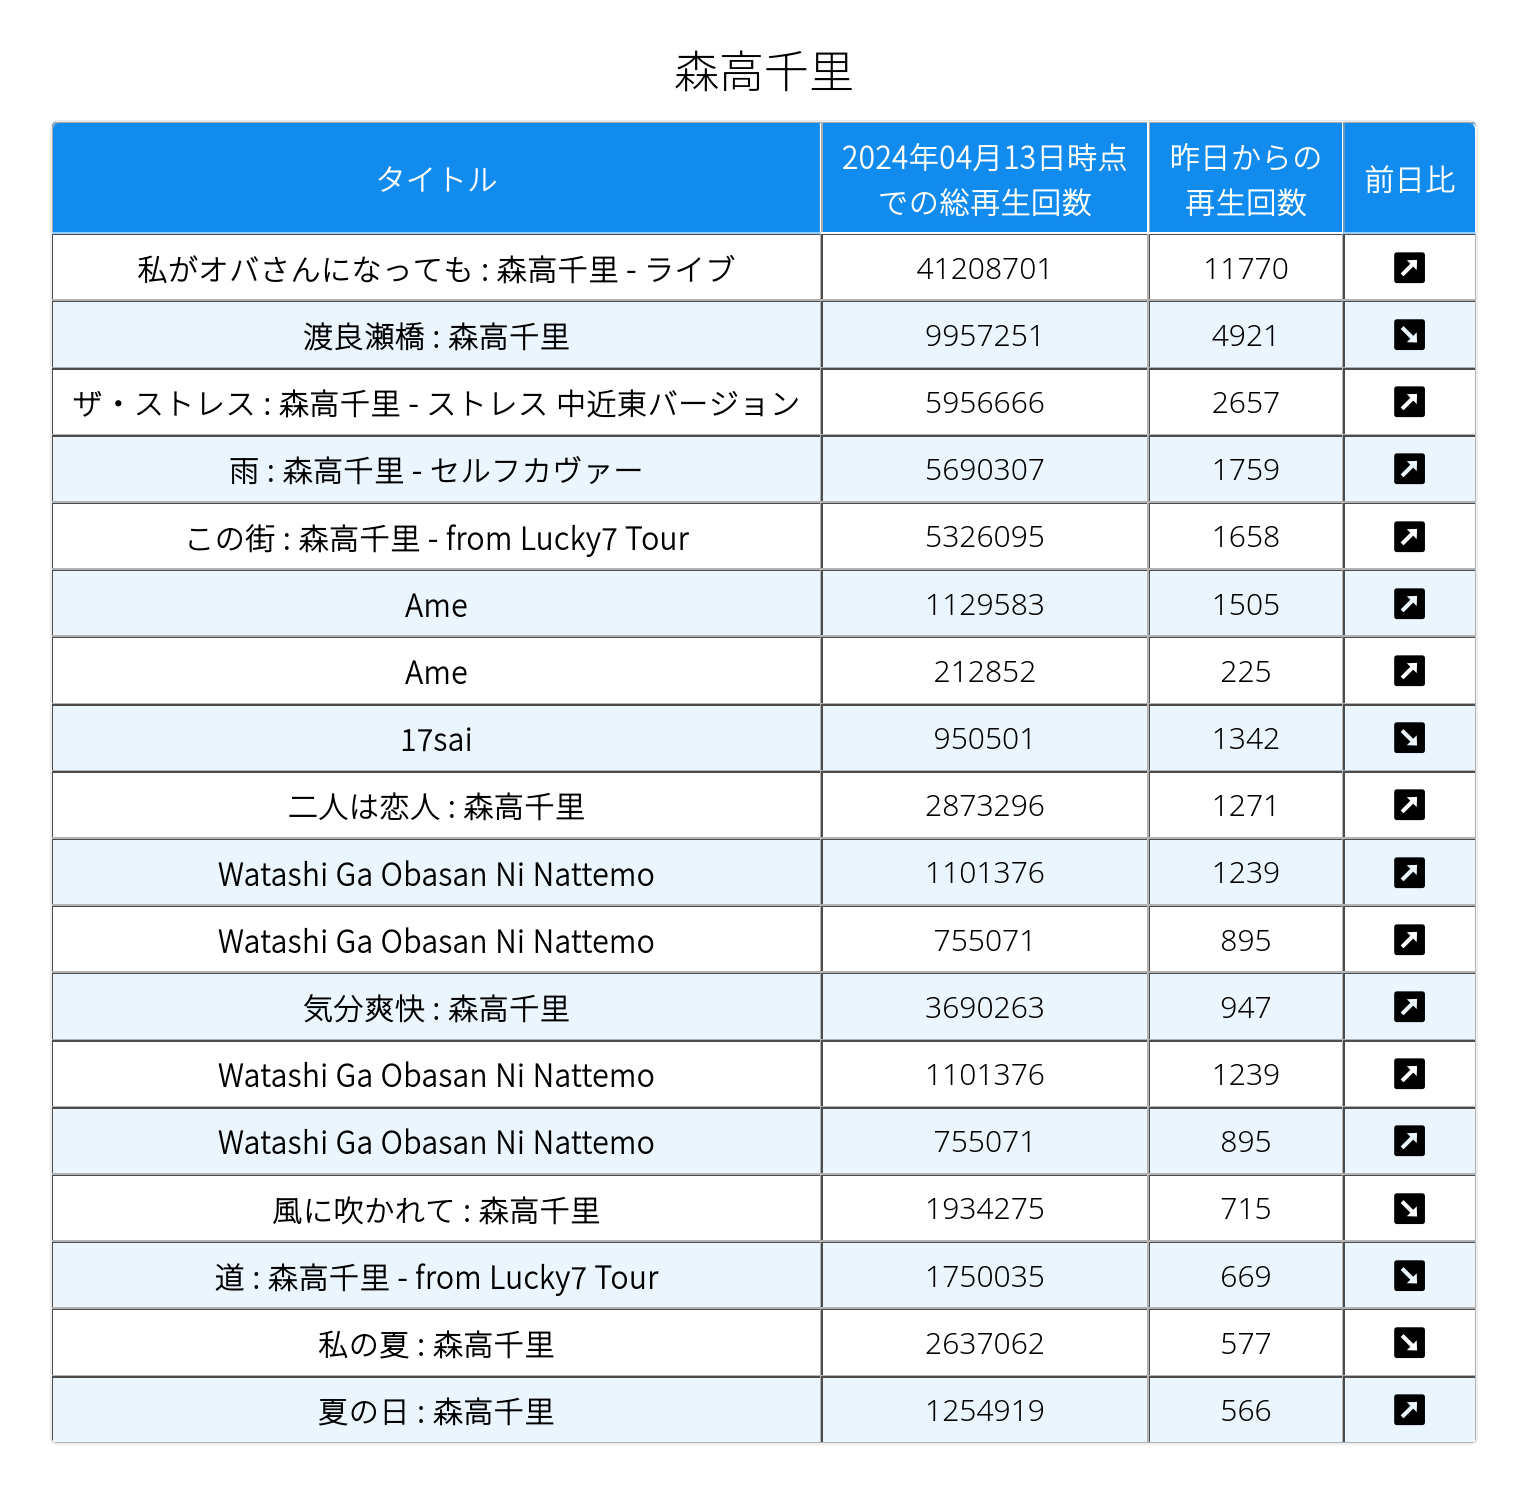 森高千里
タイトル 2024年04月13日時点での総再生回数 昨日からの再生回数 前日比
私がオバさんになっても : 森高千里 - ライブ 41208701 11770
渡良瀬橋 : 森高千里 9957251 4921
ザ・ストレス : 森高千里 - ストレス 中近東バージョン 5956666 2657
雨 : 森高千里 - セルフカヴァー 5690307 1759
この街 : 森高千里 - from Lucky7 Tour 5326095 1658
Ame 1129583 1505
Ame 212852 225
17sai 950501 1342
二人は恋人 : 森高千里 2873296 1271
Watashi Ga Obasan Ni Nattemo 1101376 1239
Watashi Ga Obasan Ni Nattemo 755071 895
気分爽快 : 森高千里 3690263 947
Watashi Ga Obasan Ni Nattemo 1101376 1239
Watashi Ga Obasan Ni Nattemo 755071 895
風に吹かれて : 森高千里 1934275 715
道 : 森高千里 - from Lucky7 Tour 1750035 669
私の夏 : 森高千里 2637062 577
夏の日 : 森高千里 1254919 566